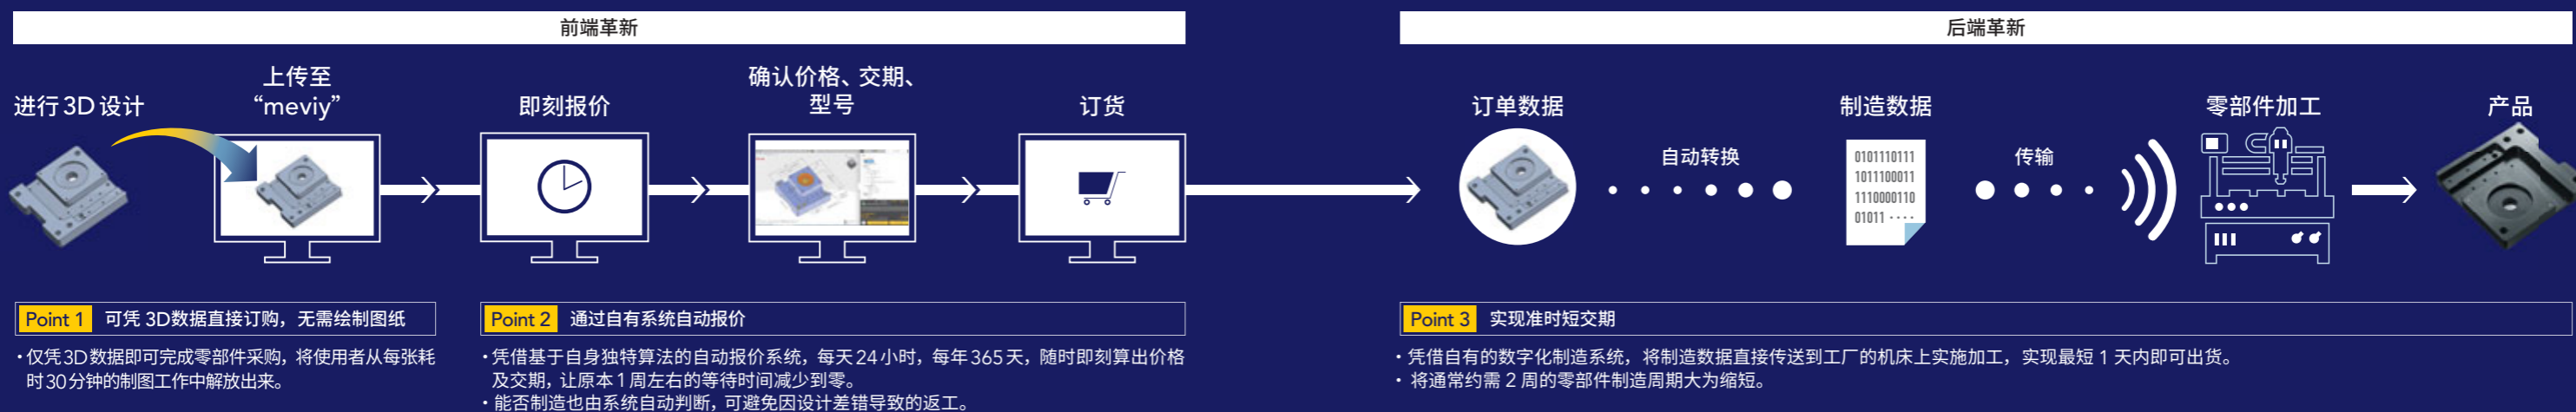 前端革新
后端革新
进行3D设计
上传至
“meviy”
即刻报价
确认价格、交期、
型号
订货
订单数据
自动转换
制造数据
0101110111
1011100011
1110000110
01011 ····
传输
零部件加工
产品
Point 1 可凭 3D数据直接订购，无需绘制图纸
・仅凭3D数据即可完成零部件采购，将使用者从每张耗
时30分钟的制图工作中解放出来。
Point 2 通过自有系统自动报价
・凭借基于自身独特算法的自动报价系统，每天24小时，每年365天，随时即刻算出价格
及交期，让原本1周左右的等待时间减少到零。
・能否制造也由系统自动判断，可避免因设计差错导致的返工。
Point 3 实现准时短交期
・凭借自有的数字化制造系统，将制造数据直接传送到工厂的机床上实施加工，实现最短 1 天内即可出货。
・将通常约需 2 周的零部件制造周期大为缩短。